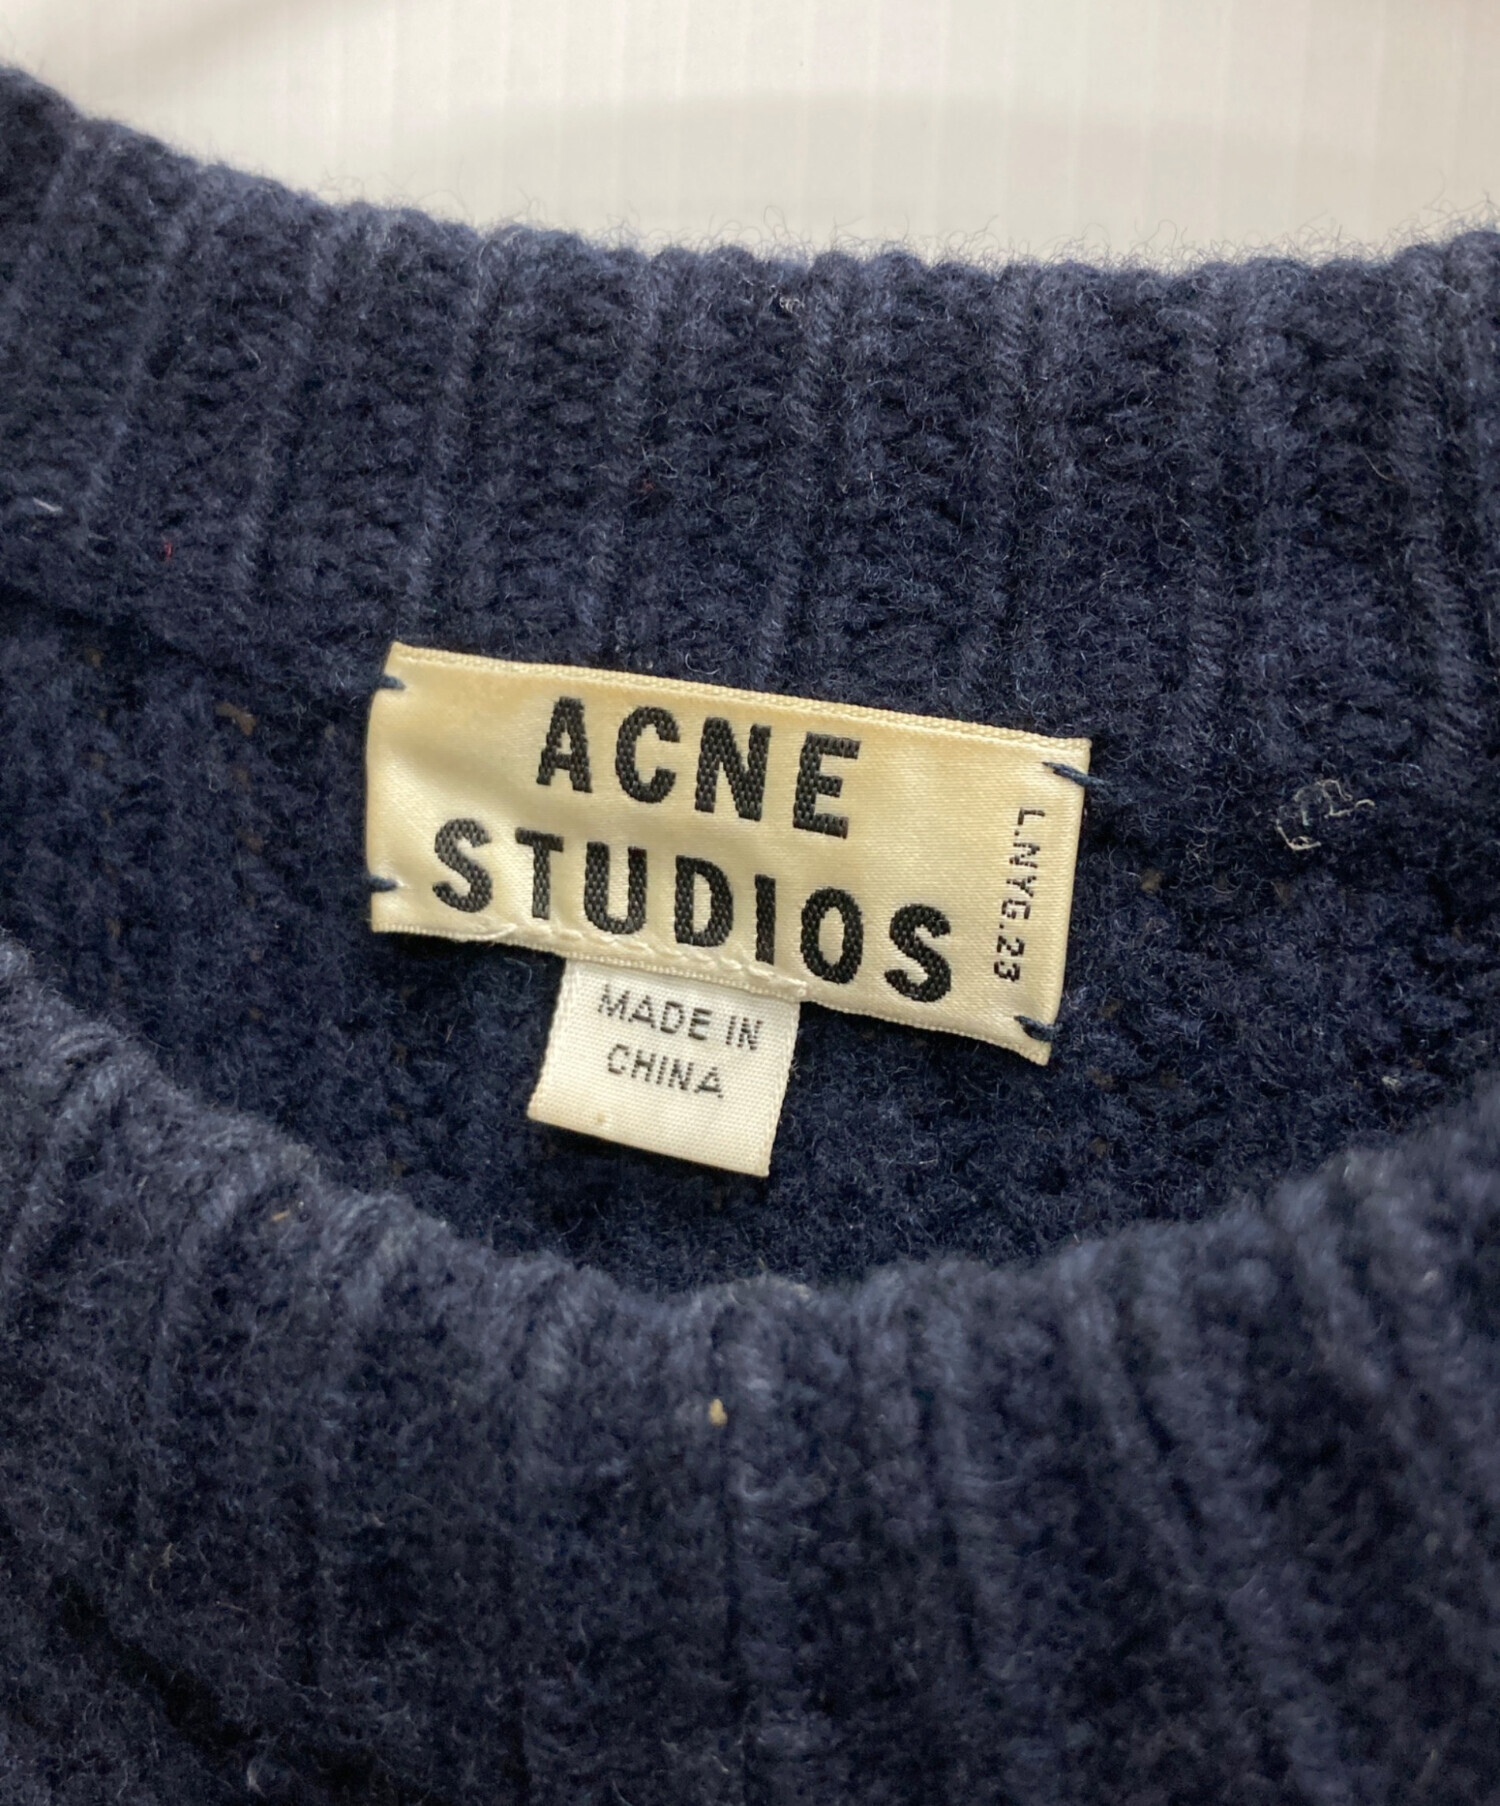 ACNE
STUDIOS
L.NYG.23
MADE IN
CHINA